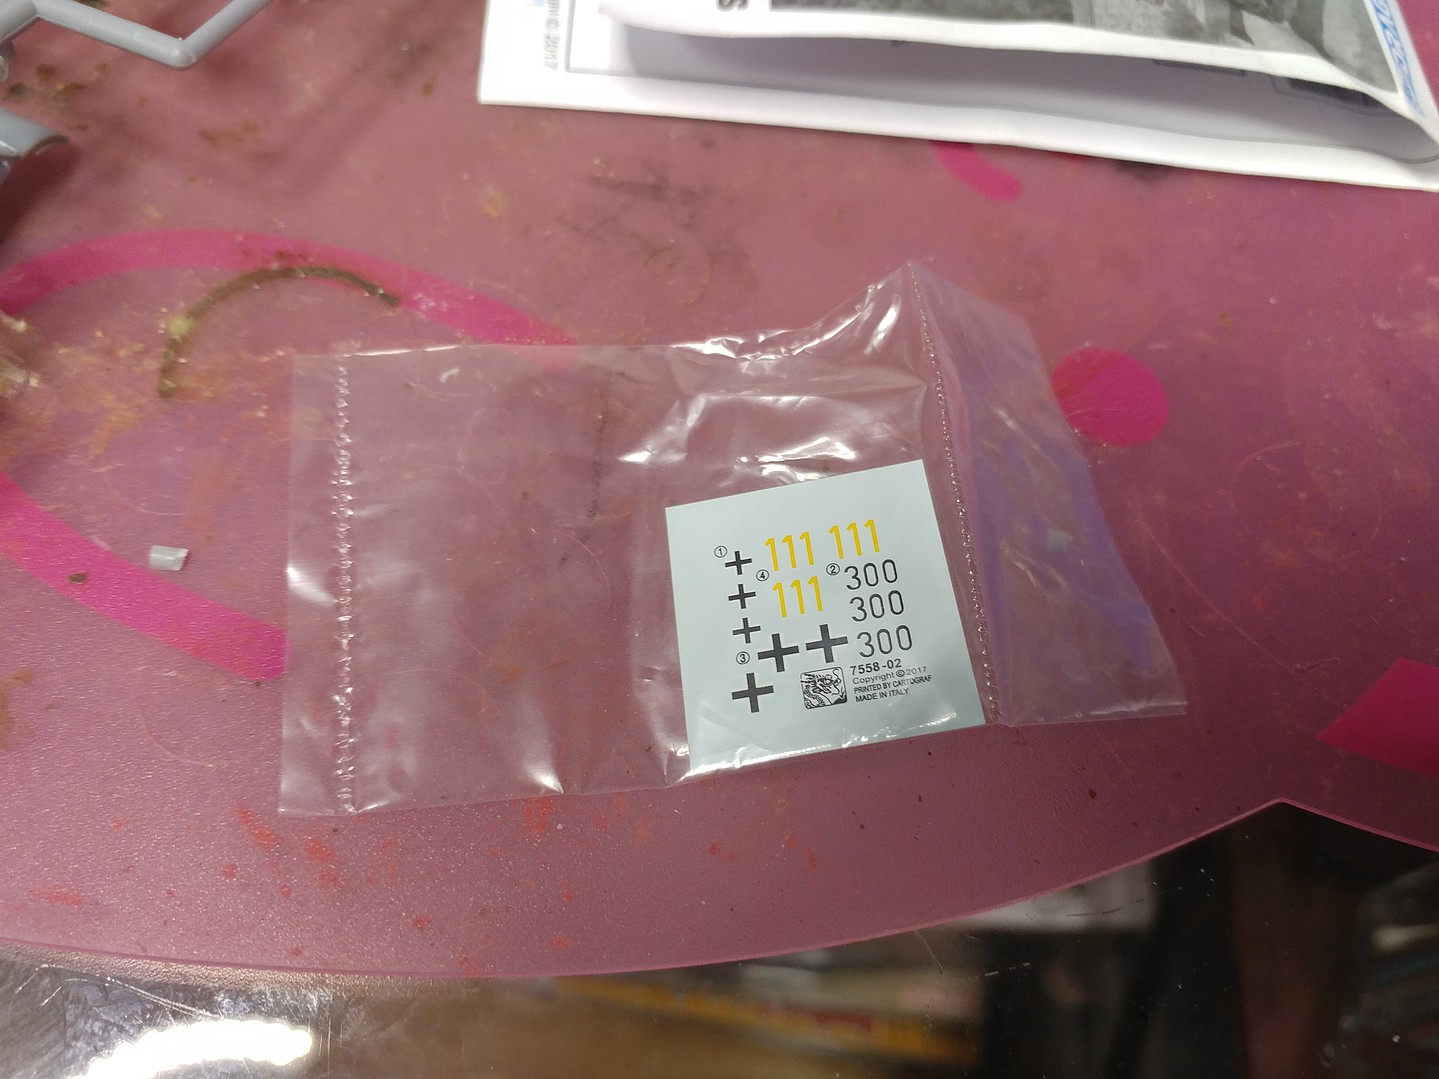 2017
S
① 111 111
④ 111 ② 300
300
③ 300
7558-02
Copyright © 2017
PRINTED BY CARTOGRAF
MADE IN ITALY